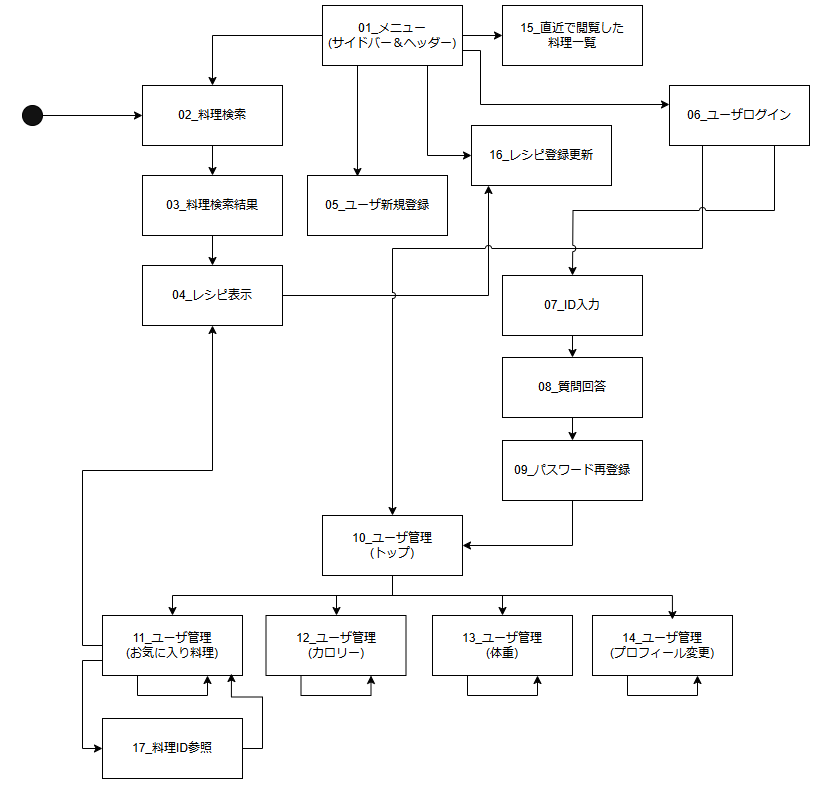 01_メニュー
(サイドバー＆ヘッダー)
15_直近で閲覧した
料理一覧
02_料理検索
06_ユーザログイン
16_レシピ登録更新
03_料理検索結果
05_ユーザ新規登録
04_レシピ表示
07_ID入力
08_質問回答
09_パスワード再登録
10_ユーザ管理
(トップ)
11_ユーザ管理
(お気に入り料理)
12_ユーザ管理
(カロリー)
13_ユーザ管理
(体重)
14_ユーザ管理
(プロフィール変更)
17_料理ID参照